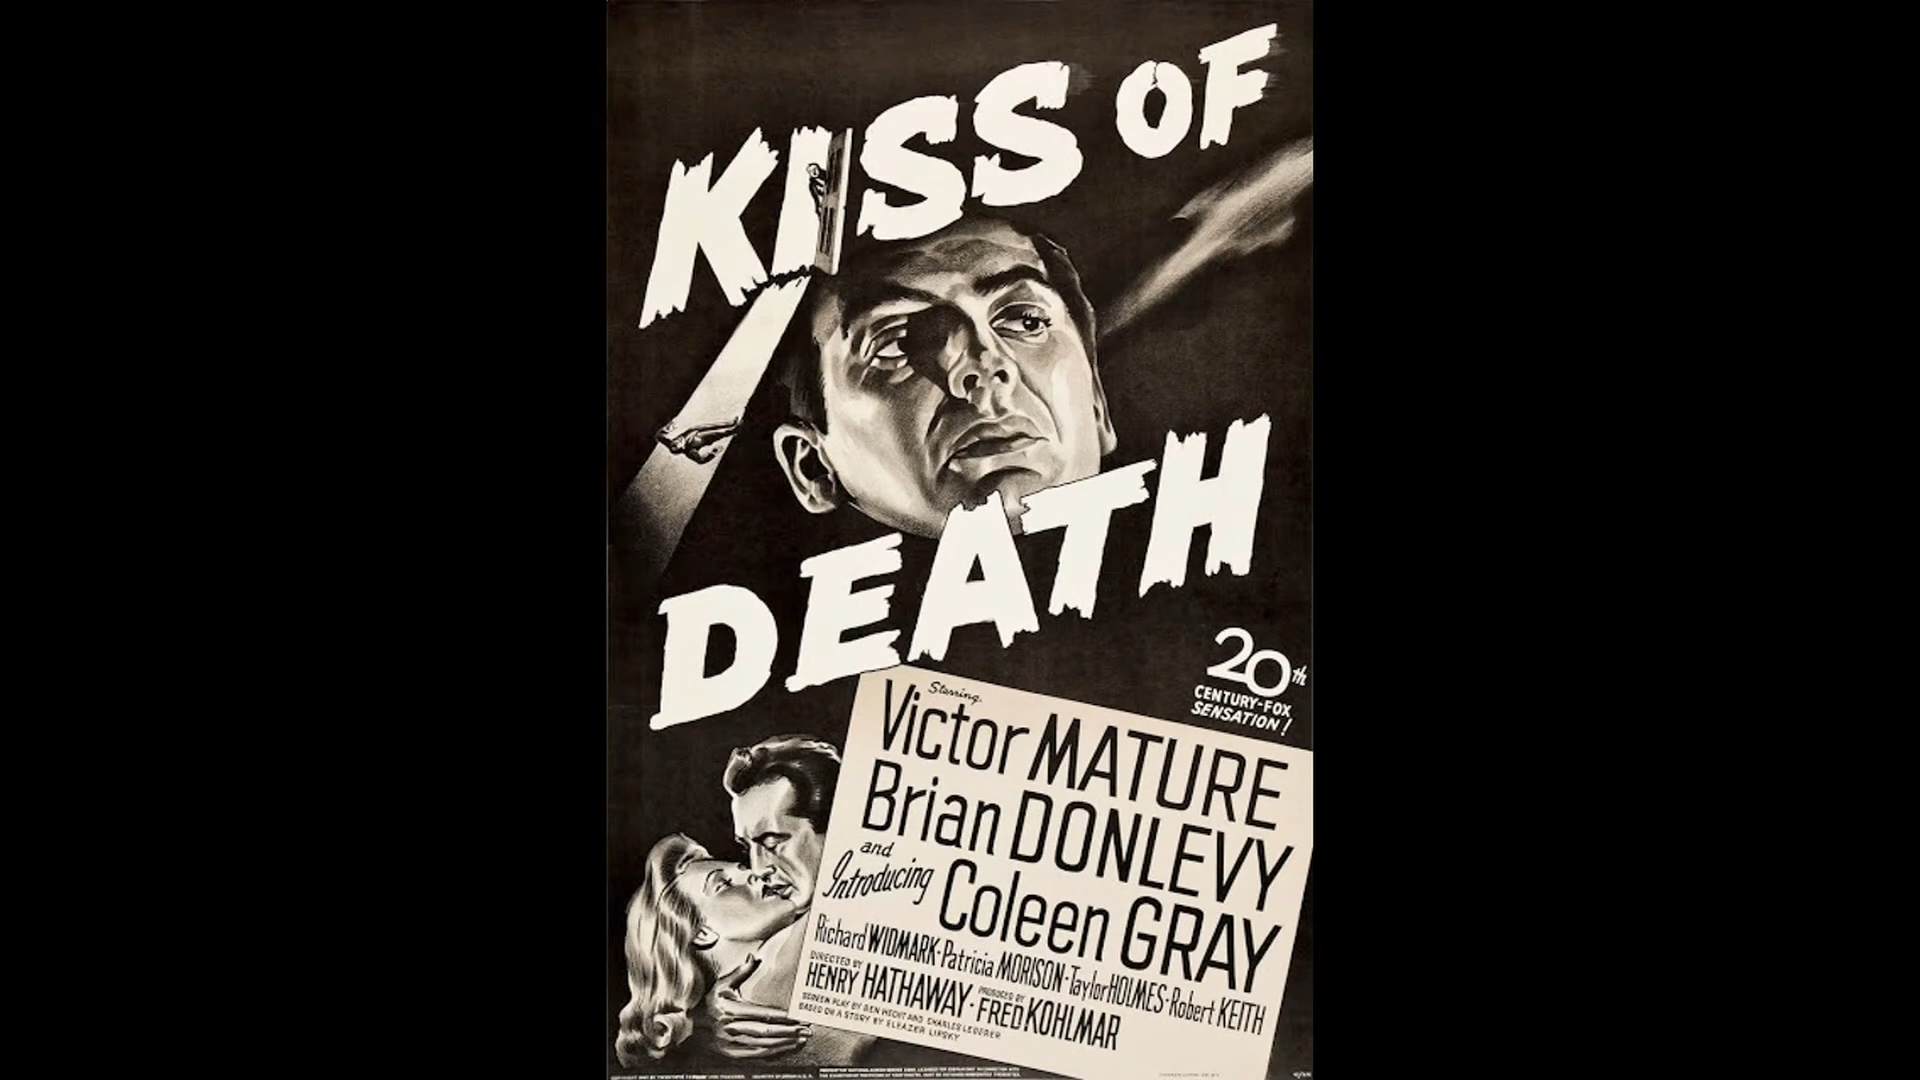 KISS OF
DEATH
20th
CENTURY-FOX
SENSATION!
Starring
Victor MATURE
Brian DONLEVY
and
Introducing Coleen GRAY
Richard WIDMARK · Patricia MORISON · Taylor HOLMES · Robert KEITH
DIRECTED BY HENRY HATHAWAY · PRODUCED BY FRED KOHLMAR
SCREEN PLAY BY BEN HECHT AND CHARLES LEDERER
BASED ON A STORY BY ELEAZER LIPSKY